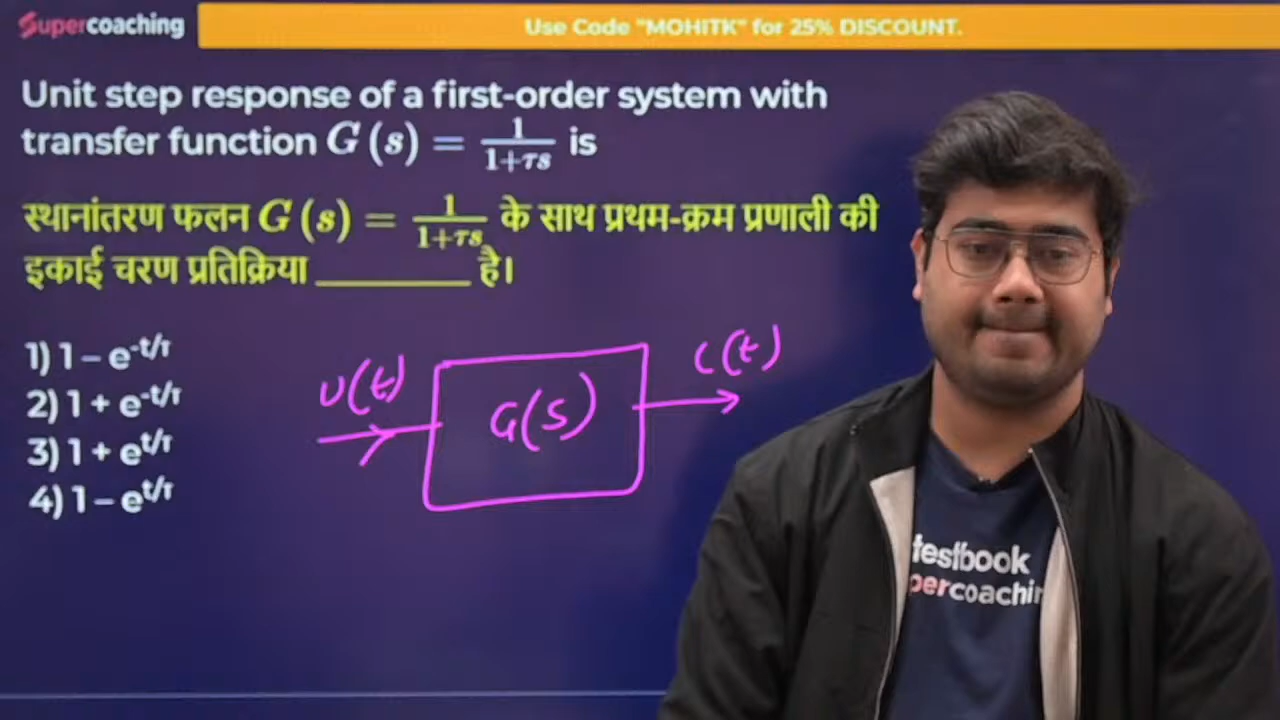 Supercoaching
Use Code "MOHITK" for 25% DISCOUNT.
Unit step response of a first-order system with
transfer function G (s) = 1/(1+τs) is
स्थानांतरण फलन G (s) = 1/(1+τs) के साथ प्रथम-क्रम प्रणाली की
इकाई चरण प्रतिक्रिया ________ है।
1) 1 – e^-t/τ
2) 1 + e^-t/τ
3) 1 + e^t/τ
4) 1 – e^t/τ
U(t)
G(S)
C(t)
testbook
percoachin